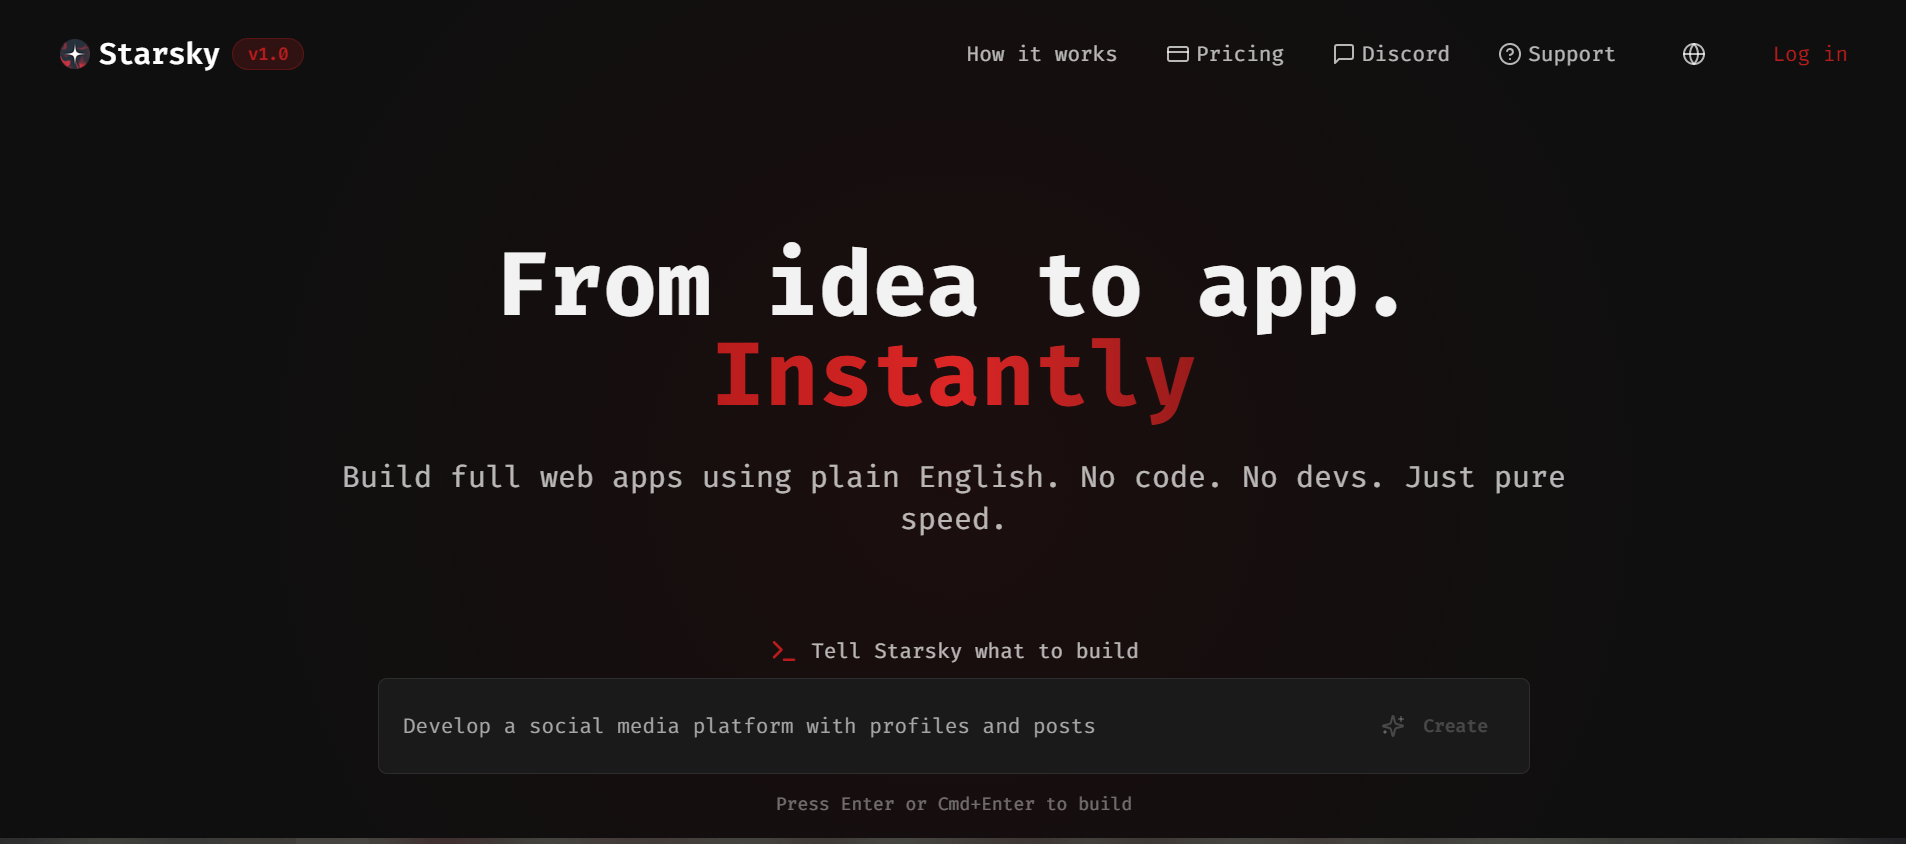 Starsky v1.0 How it works Pricing Discord Support Log in
From idea to app.
Instantly
Build full web apps using plain English. No code. No devs. Just pure
speed.
Tell Starsky what to build
Develop a social media platform with profiles and posts Create
Press Enter or Cmd+Enter to build